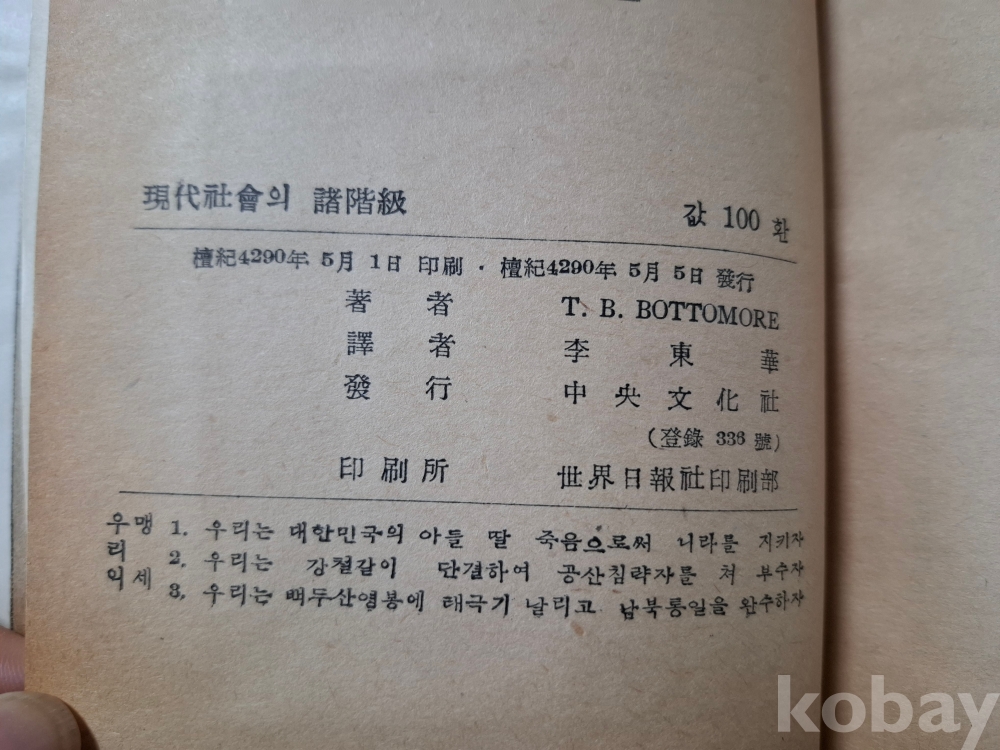 現代社會의 諸階級 값 100 환
檀紀4290年 5月 1日 印刷 · 檀紀4290年 5月 5日 發行
著者 T. B. BOTTOMORE
譯者 李東華
發行 中央文化社
(登錄 336 號)
印刷所 世界日報社印刷部
우리의 맹세
1. 우리는 대한민국의 아들 딸 죽음으로써 나라를 지키자
2. 우리는 강철같이 단결하여 공산침략자를 쳐 부수자
3. 우리는 백두산영봉에 태극기 날리고 남북통일을 완수하자
kobay